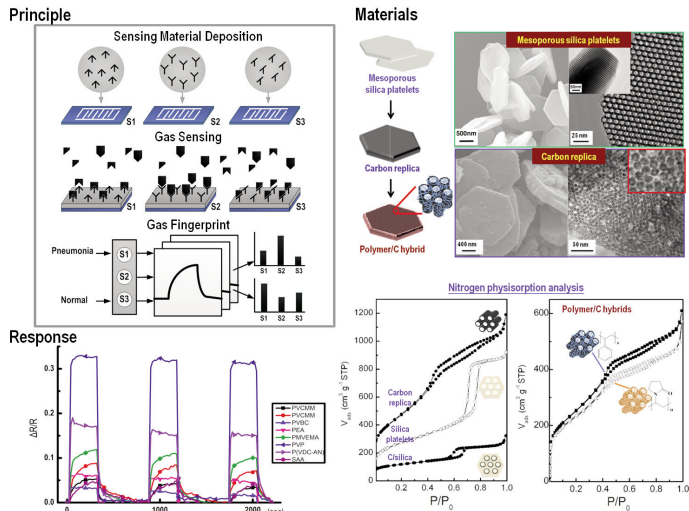 Principle
Sensing Material Deposition
S1
S2
S3
Gas Sensing
S1
S2
S3
Gas Fingerprint
Pneumonia
Normal
S1
S2
S3
S1 S2 S3
S1 S2 S3
Response
ΔR/R
0.3
0.2
0.1
0.0
0
1000
2000
PVCMM
PVCMM
PVBC
PEA
PMVEMA
PVP
P(VDC-AN)
SAA
Materials
Mesoporous
silica platelets
Carbon replica
Polymer/C hybrid
Mesoporous silica platelets
500nm
25 nm
Carbon replica
400 nm
50 nm
Nitrogen physisorption analysis
Vads (cm3 g-1 STP)
1200
1000
800
600
400
200
0
Carbon
replica
Silica
platelets
C/silica
0.2 0.4 0.6 0.8 1.0
P/P0
Polymer/C hybrids
Vads (cm3 g-1 STP)
600
400
200
0
0.2 0.4 0.6 0.8 1.0
P/P0